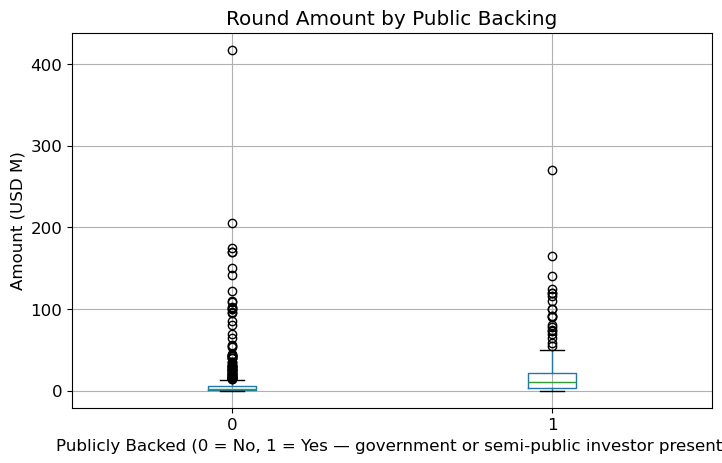 Round Amount by Public Backing
400
300
200
100
0
Amount (USD M)
0 1
Publicly Backed (0 = No, 1 = Yes — government or semi-public investor present